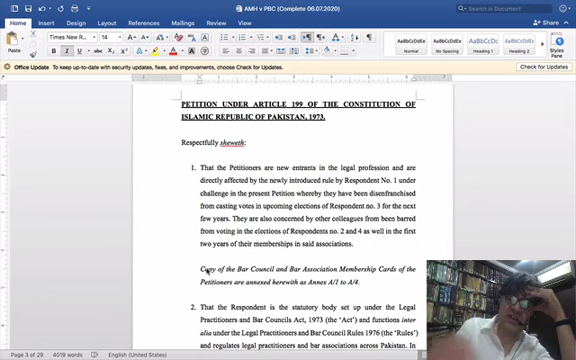 AMH v PBC (Complete 06.07.2020)
Search in Document
Home Insert Design Layout References Mailings Review View
Share
Paste
Times New R... 14
AaBbCcDc AaBbCcDc AaBbCcDc AaBbCcDd
Normal No Spacing Heading 1 Heading 2
Styles Pane
Office Update To keep up-to-date with security updates, fixes, and improvements, choose Check for Updates.
Check for Updates
PETITION UNDER ARTICLE 199 OF THE CONSTITUTION OF
ISLAMIC REPUBLIC OF PAKISTAN, 1973.
Respectfully sheweth:
1. That the Petitioners are new entrants in the legal profession and are
directly affected by the newly introduced rule by Respondent No. 1 under
challenge in the present Petition whereby they have been disenfranchised
from casting votes in upcoming elections of Respondent no. 3 for the next
few years. They are also concerned by other colleagues from been barred
from voting in the elections of Respondents no. 2 and 4 as well in the first
two years of their memberships in said associations.
Copy of the Bar Council and Bar Association Membership Cards of the
Petitioners are annexed herewith as Annex A/1 to A/4.
2. That the Respondent is the statutory body set up under the Legal
Practitioners and Bar Councils Act, 1973 (the 'Act') and functions inter
alia under the Legal Practitioners and Bar Council Rules 1976 (the 'Rules')
and regulates legal practitioners and bar associations across Pakistan. In
Page 3 of 28 4019 words English (United States)